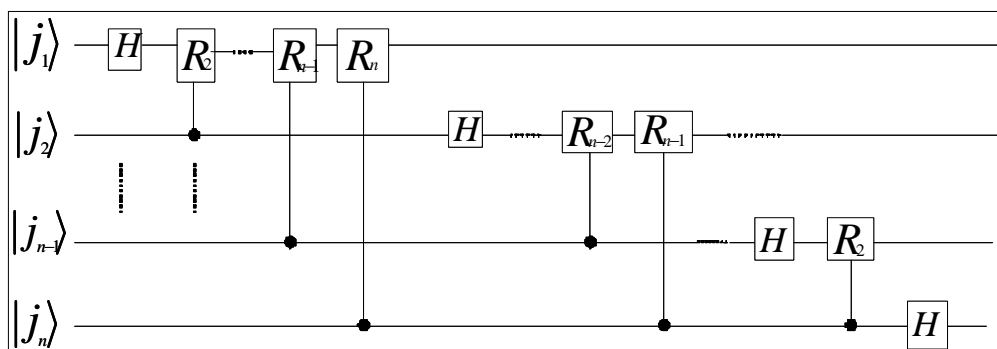 |j₁⟩ H R₂ Rₙ₋₁ Rₙ
|j₂⟩ H Rₙ₋₂ Rₙ₋₁
|jₙ₋₁⟩ H R₂
|jₙ⟩ H